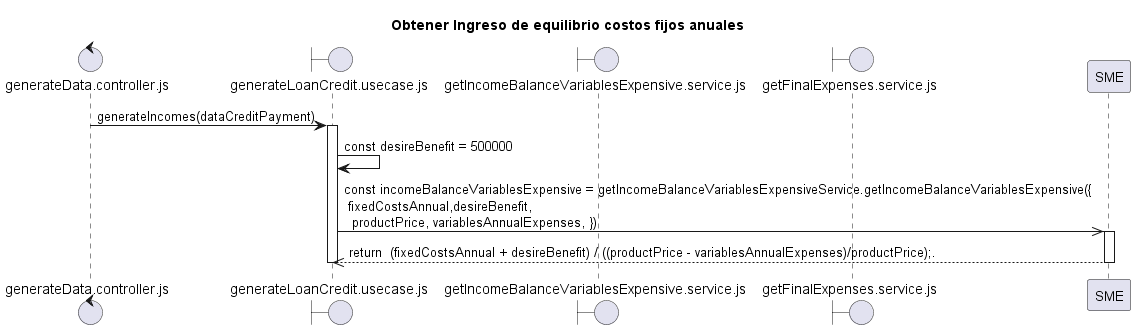 Obtener Ingreso de equilibrio costos fijos anuales
generateData.controller.js
generateLoanCredit.usecase.js
getIncomeBalanceVariablesExpensive.service.js
getFinalExpenses.service.js
SME
generateIncomes(dataCreditPayment)
const desireBenefit = 500000
const incomeBalanceVariablesExpensive = getIncomeBalanceVariablesExpensiveService.getIncomeBalanceVariablesExpensive({
fixedCostsAnnual,desireBenefit,
productPrice, variablesAnnualExpenses, })
return (fixedCostsAnnual + desireBenefit) / ((productPrice - variablesAnnualExpenses)/productPrice);.
generateData.controller.js
generateLoanCredit.usecase.js
getIncomeBalanceVariablesExpensive.service.js
getFinalExpenses.service.js
SME